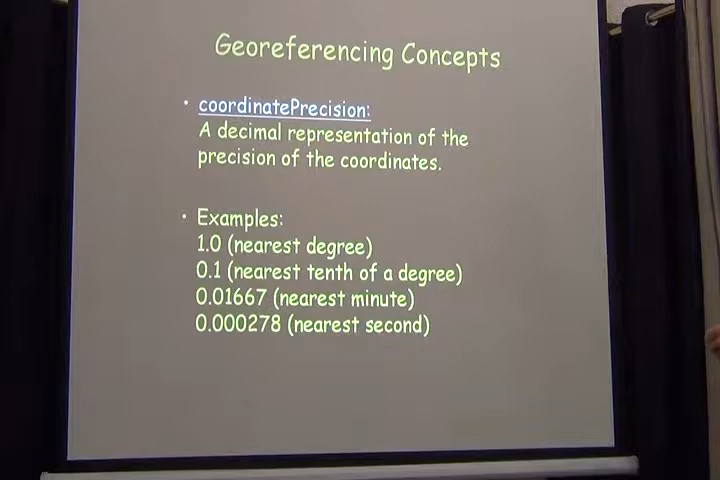 Georeferencing Concepts
• coordinatePrecision:
A decimal representation of the
precision of the coordinates.
• Examples:
1.0 (nearest degree)
0.1 (nearest tenth of a degree)
0.01667 (nearest minute)
0.000278 (nearest second)